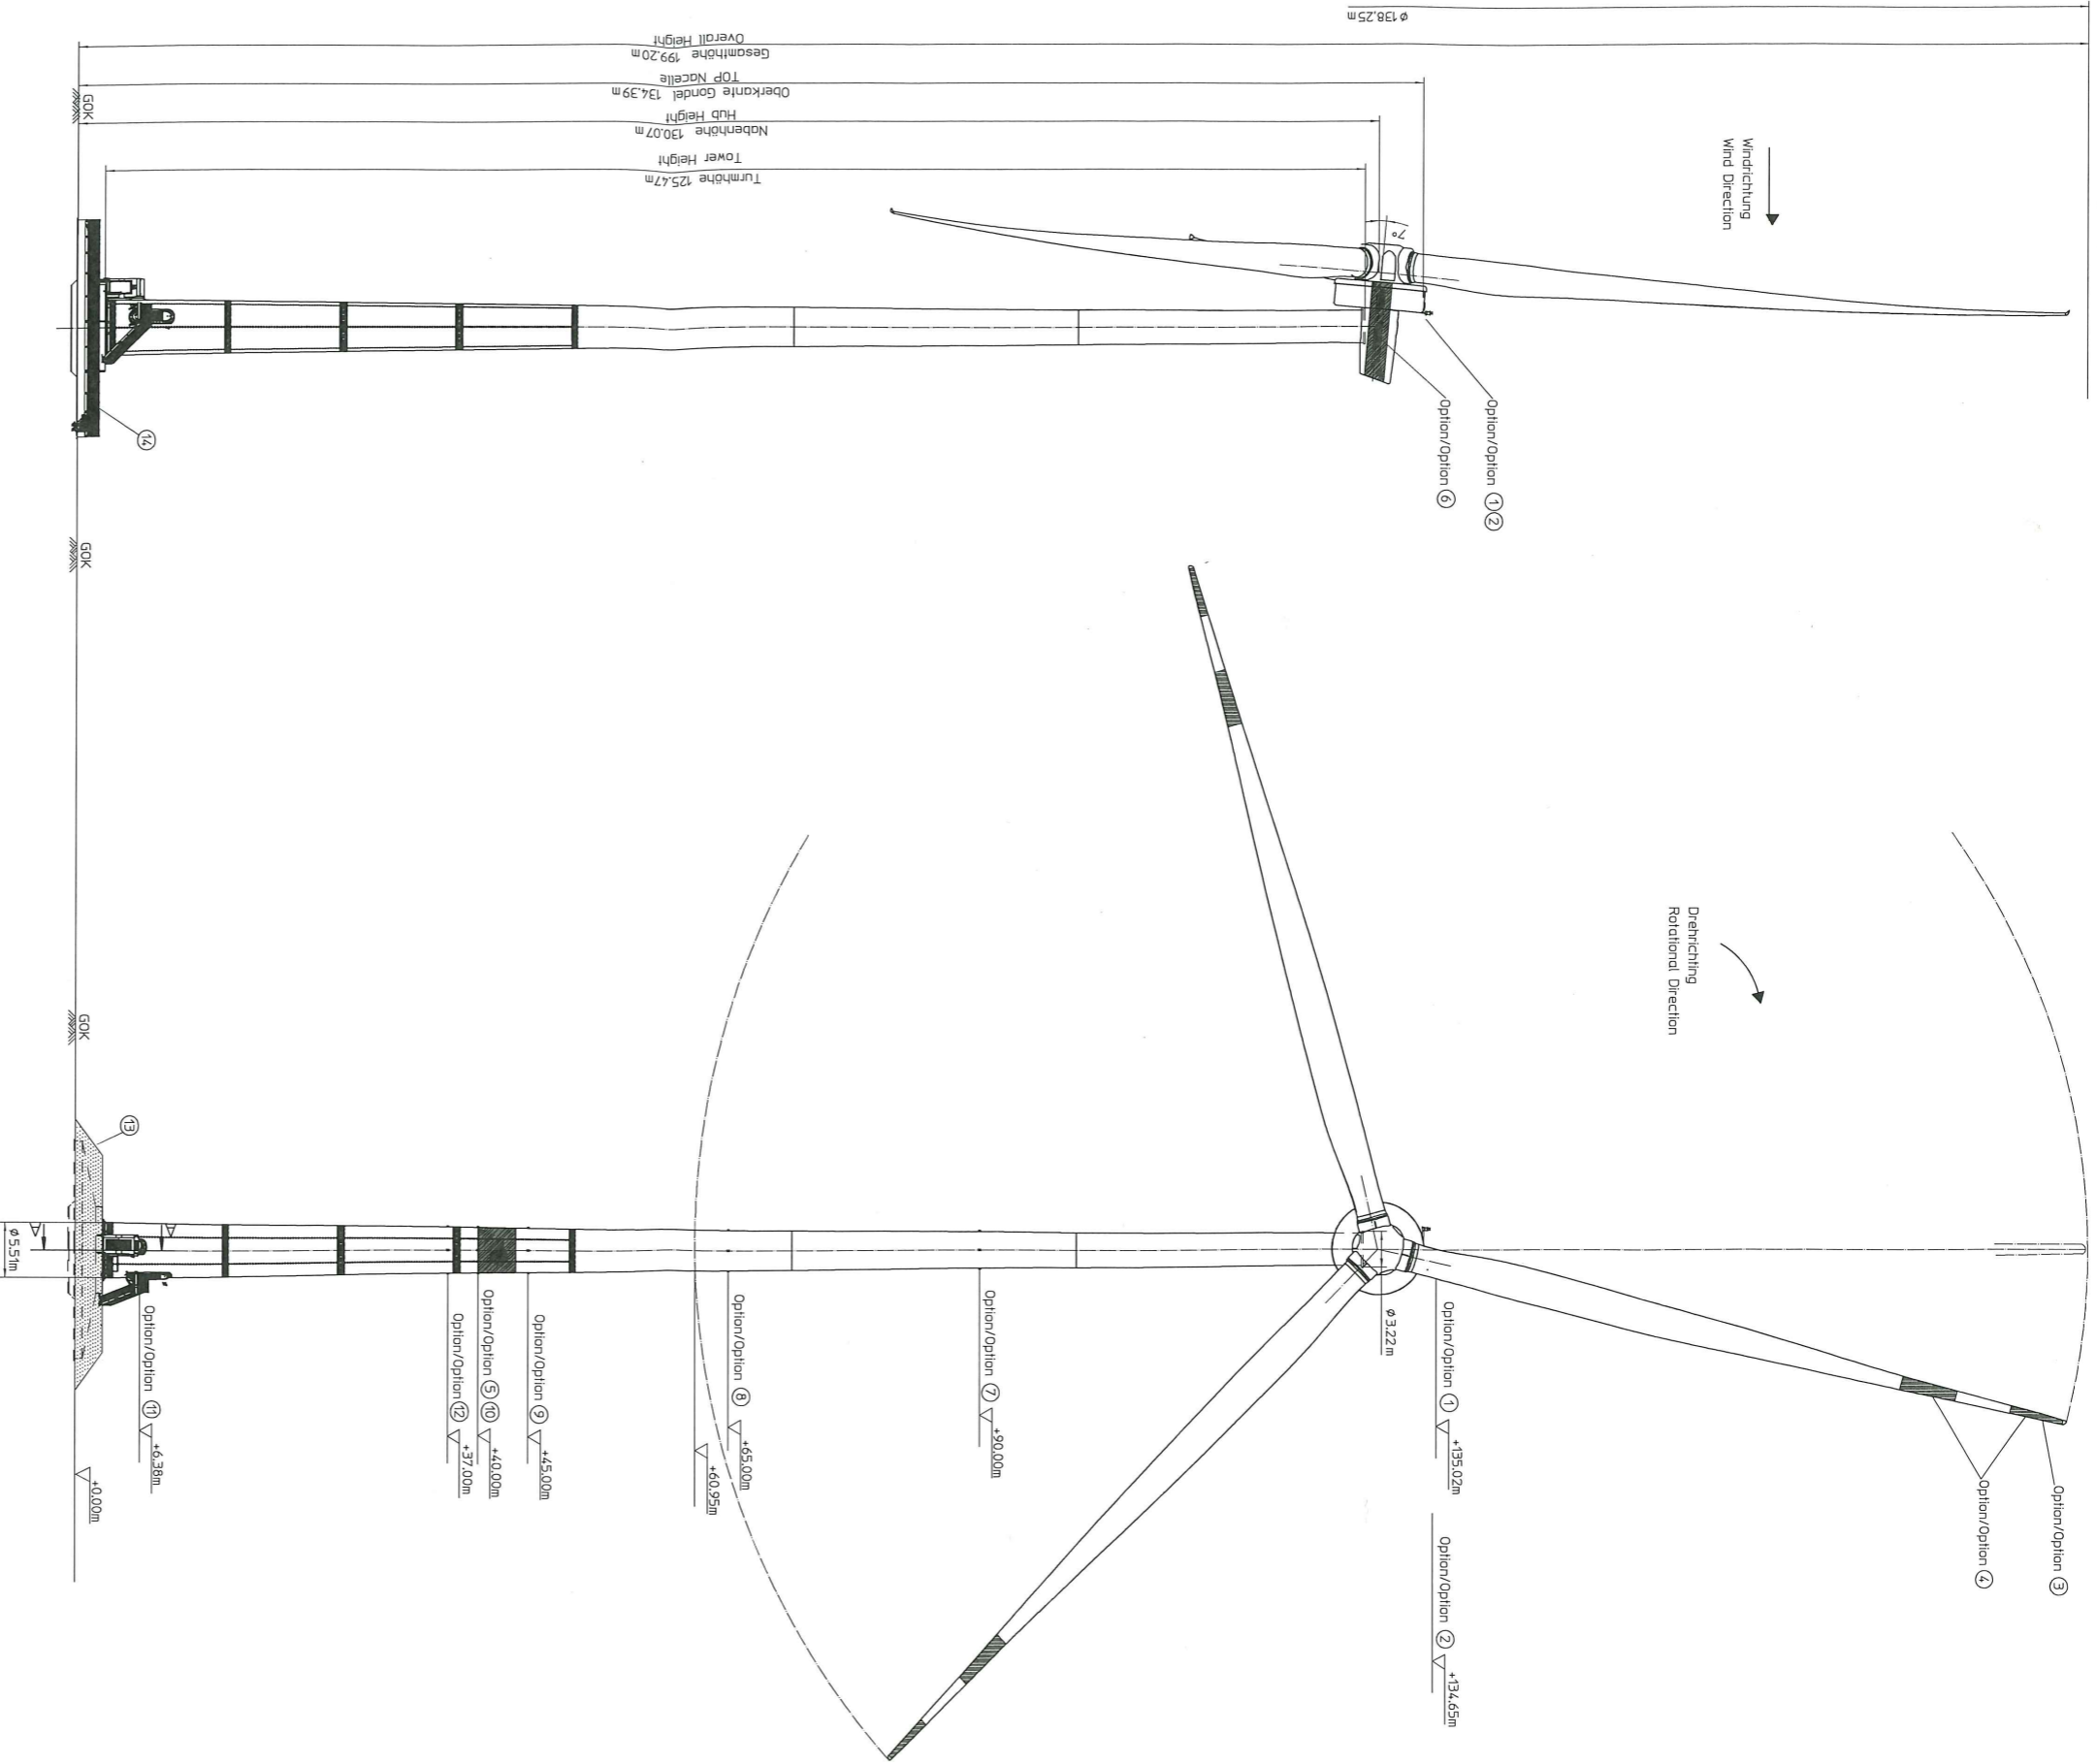 ø 138.25m
Gesamthöhe 199.20m
Overall Height
Oberkante Gondel 134.39m
TOP Nacelle
Nabenhöhe 130.07m
Hub Height
Turmhöhe 125.47m
Tower Height
GOK
Windrichtung
Wind Direction
7°
Option/Option ①②
Option/Option ⑥
⑭
GOK
Drehrichting
Rotational Direction
GOK
⑬
Option/Option ③
Option/Option ④
Option/Option ① +135.02m
Option/Option ② +134.65m
ø 3.22m
Option/Option ⑦ +90.00m
Option/Option ⑧ +65.00m
+60.95m
Option/Option ⑨ +45.00m
Option/Option ⑤⑩ +40.00m
Option/Option ⑫ +37.00m
Option/Option ⑪ +6.38m
+0.00m
A
A
ø 5.51m